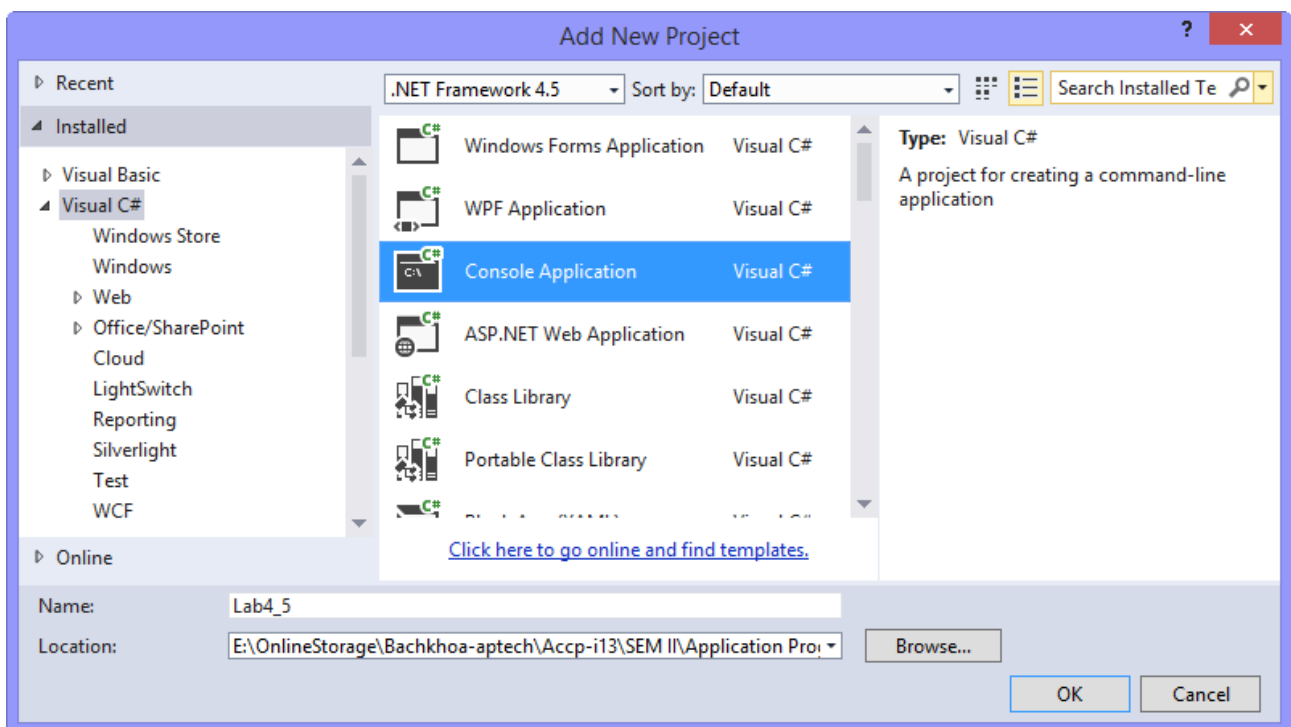 Add New Project
?
Recent
.NET Framework 4.5 Sort by: Default Search Installed Te
Installed
Visual Basic
Visual C#
Windows Store
Windows
Web
Office/SharePoint
Cloud
LightSwitch
Reporting
Silverlight
Test
WCF
Online
C# Windows Forms Application Visual C#
C# WPF Application Visual C#
C# C:\ Console Application Visual C#
C# ASP.NET Web Application Visual C#
C# Class Library Visual C#
C# Portable Class Library Visual C#
C#
Click here to go online and find templates.
Type: Visual C#
A project for creating a command-line
application
Name: Lab4_5
Location: E:\OnlineStorage\Bachkhoa-aptech\Accp-i13\SEM II\Application Pro
Browse...
OK Cancel